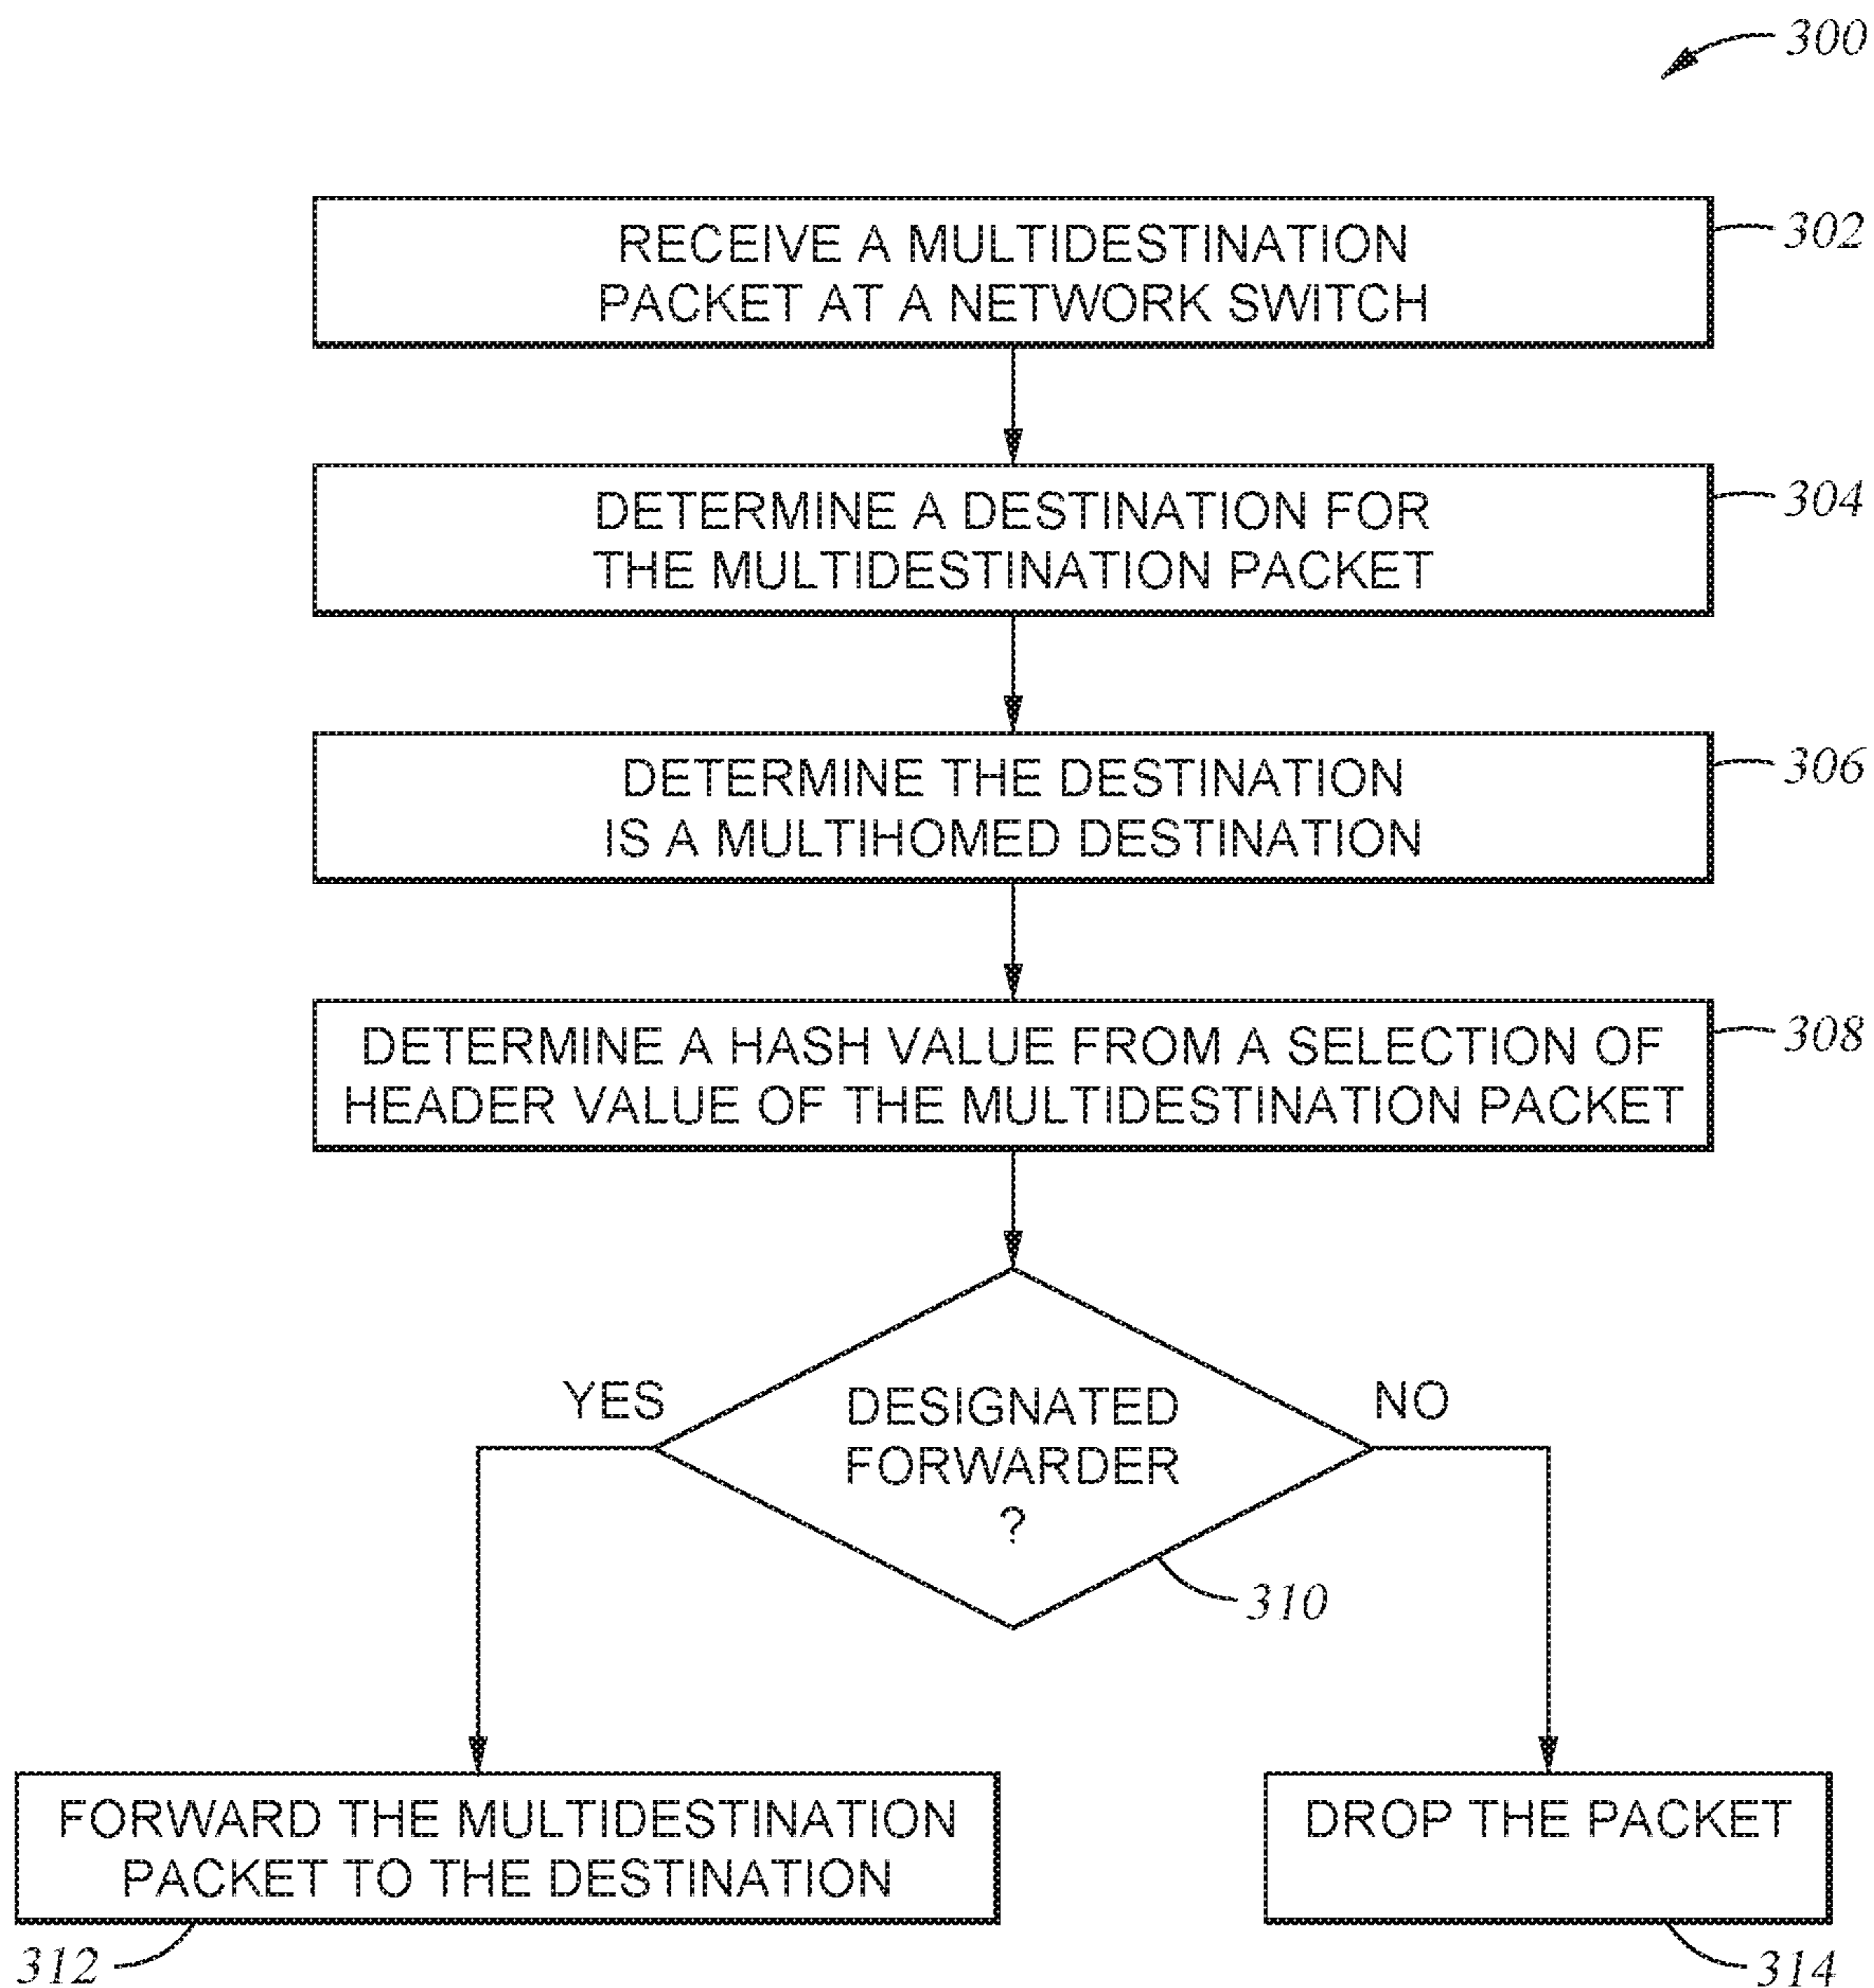 300
RECEIVE A MULTIDESTINATION
PACKET AT A NETWORK SWITCH
302
DETERMINE A DESTINATION FOR
THE MULTIDESTINATION PACKET
304
DETERMINE THE DESTINATION
IS A MULTIHOMED DESTINATION
306
DETERMINE A HASH VALUE FROM A SELECTION OF
HEADER VALUE OF THE MULTIDESTINATION PACKET
308
YES
DESIGNATED
FORWARDER
?
NO
310
FORWARD THE MULTIDESTINATION
PACKET TO THE DESTINATION
312
DROP THE PACKET
314